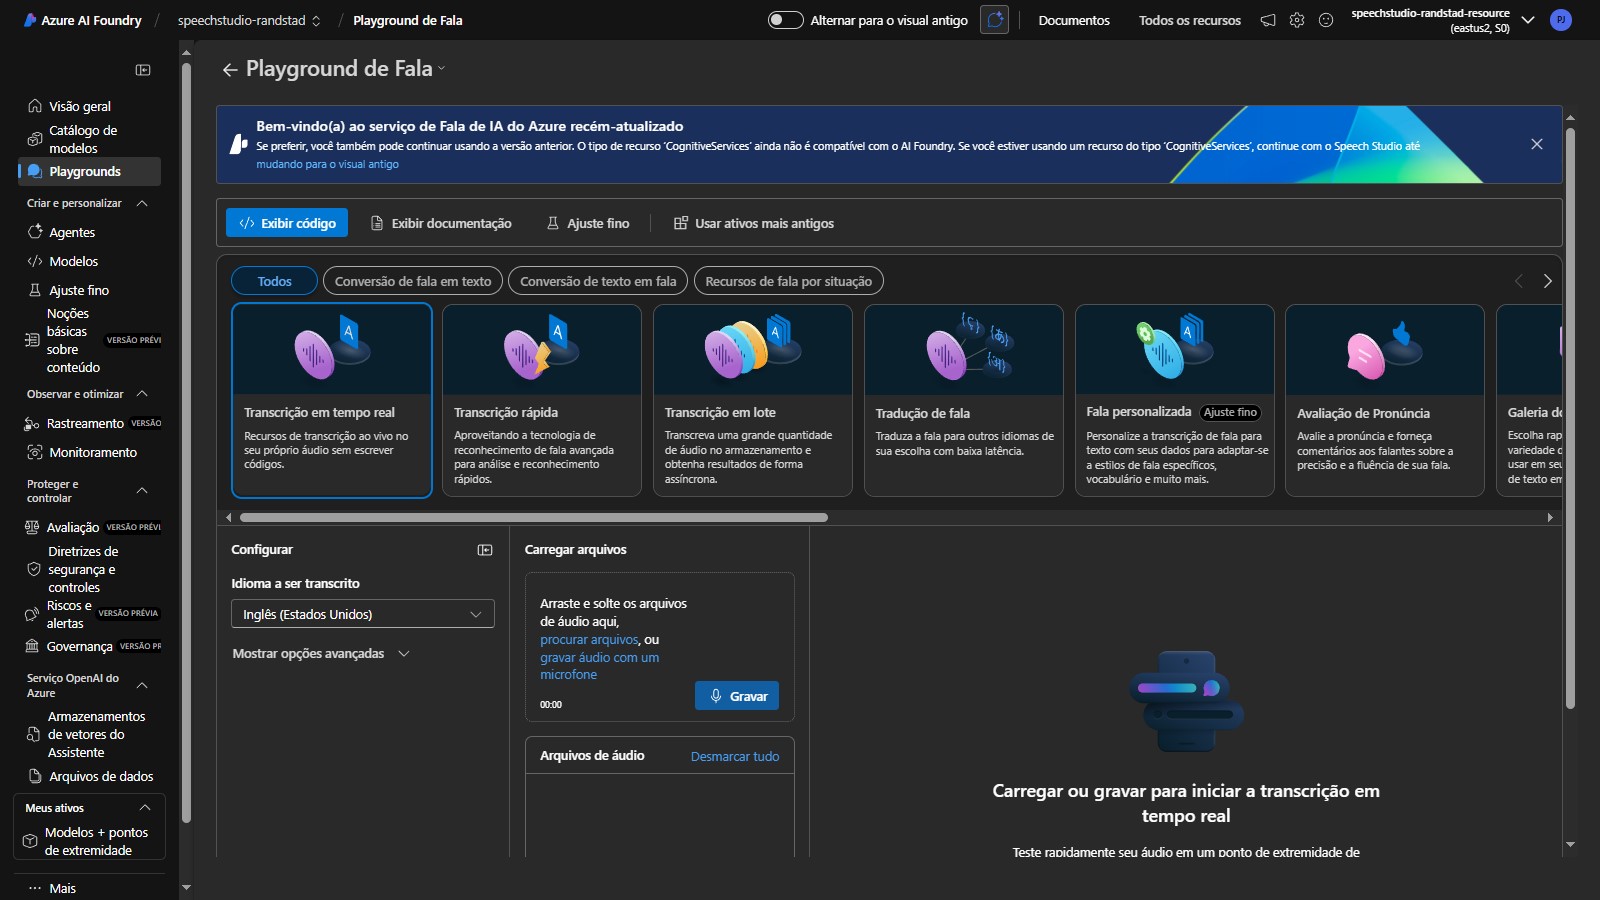 Azure AI Foundry / speechstudio-randstad / Playground de Fala
Alternar para o visual antigo
Documentos
Todos os recursos
speechstudio-randstad-resource
(eastus2, S0)
PJ
Visão geral
Catálogo de
modelos
Playgrounds
Criar e personalizar
Agentes
Modelos
Ajuste fino
Noções
básicas
sobre
conteúdo
VERSÃO PRÉVI
Observar e otimizar
Rastreamento VERSÃO
Monitoramento
Proteger e
controlar
Avaliação VERSÃO PRÉVI
Diretrizes de
segurança e
controles
Riscos e
alertas
VERSÃO PRÉVIA
Governança VERSÃO PR
Serviço OpenAI do
Azure
Armazenamentos
de vetores do
Assistente
Arquivos de dados
Meus ativos
Modelos + pontos
de extremidade
Mais
Playground de Fala
Bem-vindo(a) ao serviço de Fala de IA do Azure recém-atualizado
Se preferir, você também pode continuar usando a versão anterior. O tipo de recurso 'CognitiveServices' ainda não é compatível com o AI Foundry. Se você estiver usando um recurso do tipo 'CognitiveServices', continue com o Speech Studio até
mudando para o visual antigo
</> Exibir código
Exibir documentação
Ajuste fino
Usar ativos mais antigos
Todos
Conversão de fala em texto
Conversão de texto em fala
Recursos de fala por situação
Transcrição em tempo real
Recursos de transcrição ao vivo no
seu próprio áudio sem escrever
códigos.
Transcrição rápida
Aproveitando a tecnologia de
reconhecimento de fala avançada
para análise e reconhecimento
rápidos.
Transcrição em lote
Transcreva uma grande quantidade
de áudio no armazenamento e
obtenha resultados de forma
assíncrona.
Tradução de fala
Traduza a fala para outros idiomas de
sua escolha com baixa latência.
Fala personalizada Ajuste fino
Personalize a transcrição de fala para
texto com seus dados para adaptar-se
a estilos de fala específicos,
vocabulário e muito mais.
Avaliação de Pronúncia
Avalie a pronúncia e forneça
comentários aos falantes sobre a
precisão e a fluência de sua fala.
Galeria de
Escolha rap
variedade d
usar em seu
de texto em
Configurar
Idioma a ser transcrito
Inglês (Estados Unidos)
Mostrar opções avançadas
Carregar arquivos
Arraste e solte os arquivos
de áudio aqui,
procurar arquivos, ou
gravar áudio com um
microfone
00:00
Gravar
Arquivos de áudio
Desmarcar tudo
Carregar ou gravar para iniciar a transcrição em
tempo real
Teste rapidamente seu áudio em um ponto de extremidade de